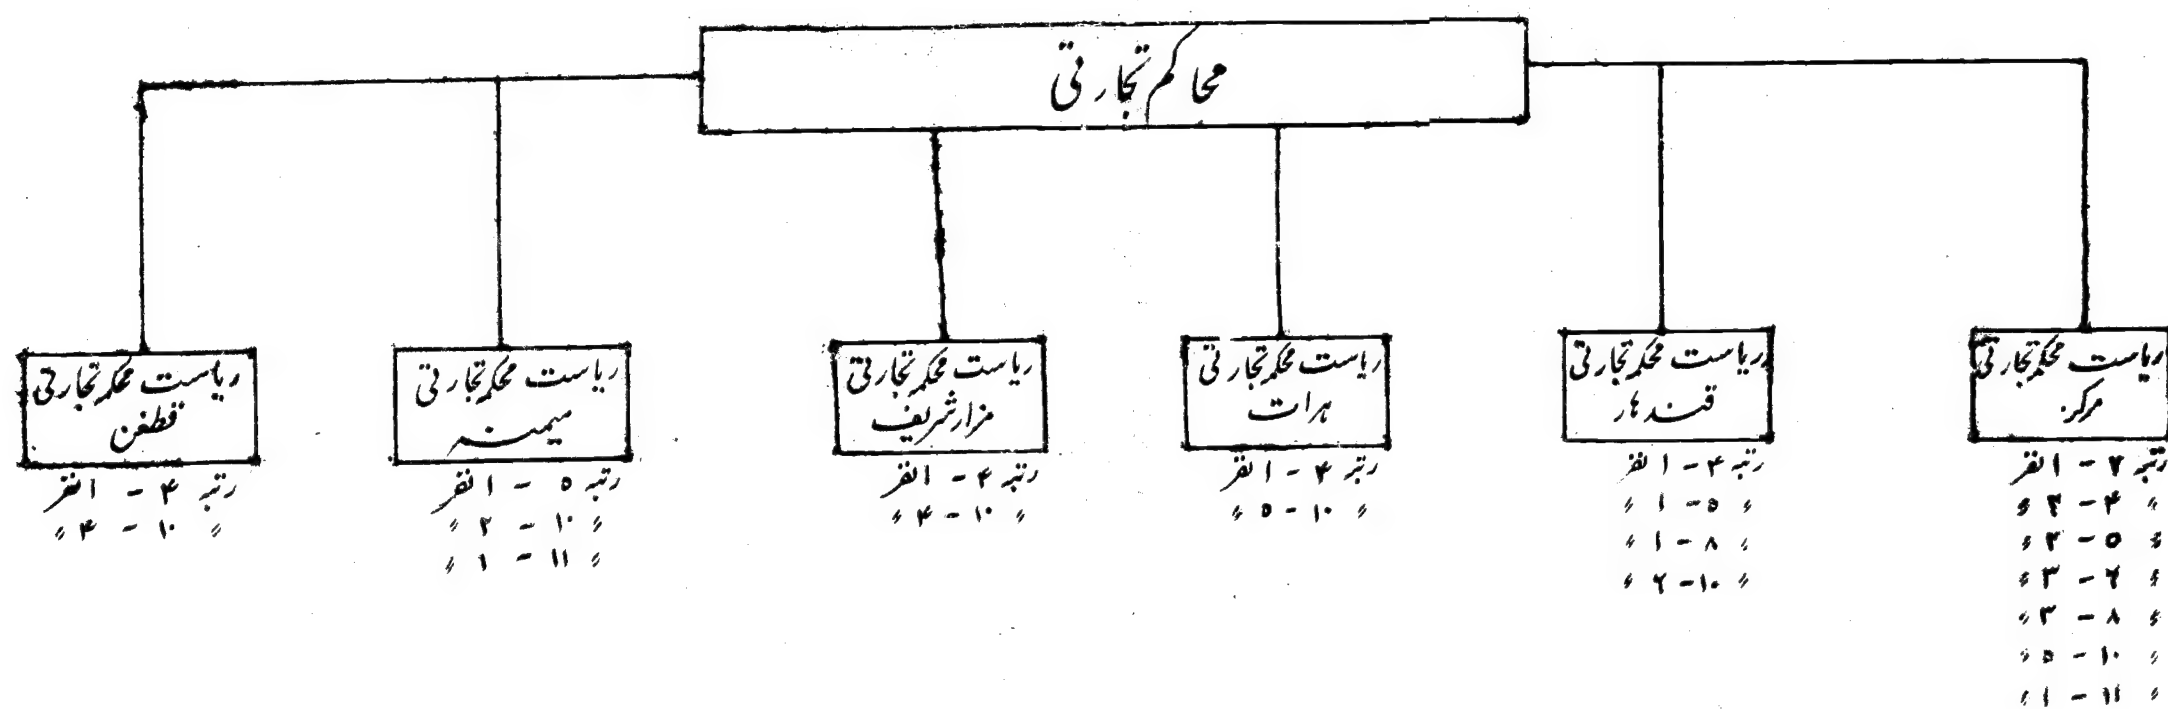 محاکم تجارتی
ریاست محکمه تجارتی
مرکز
رتبه ۲ - ۱ نفر
〃 ۴ - ۳ 〃
〃 ۵ - ۳ 〃
〃 ۶ - ۳ 〃
〃 ۸ - ۳ 〃
〃 ۱۰ - ۵ 〃
〃 ۱۱ - ۱ 〃
ریاست محکمه تجارتی
قندهار
رتبه ۴ - ۱ نفر
〃 ۵ - ۱ 〃
〃 ۸ - ۱ 〃
〃 ۱۰ - ۶ 〃
ریاست محکمه تجارتی
هرات
رتبه ۴ - ۱ نفر
〃 ۱۰ - ۵ 〃
ریاست محکمه تجارتی
مزارشریف
رتبه ۴ - ۱ نفر
〃 ۱۰ - ۴ 〃
ریاست محکمه تجارتی
میمنه
رتبه ۵ - ۱ نفر
〃 ۱۰ - ۲ 〃
〃 ۱۱ - ۱ 〃
ریاست محکمه تجارتی
قطغن
رتبه ۴ - ۱ نفر
〃 ۱۰ - ۴ 〃